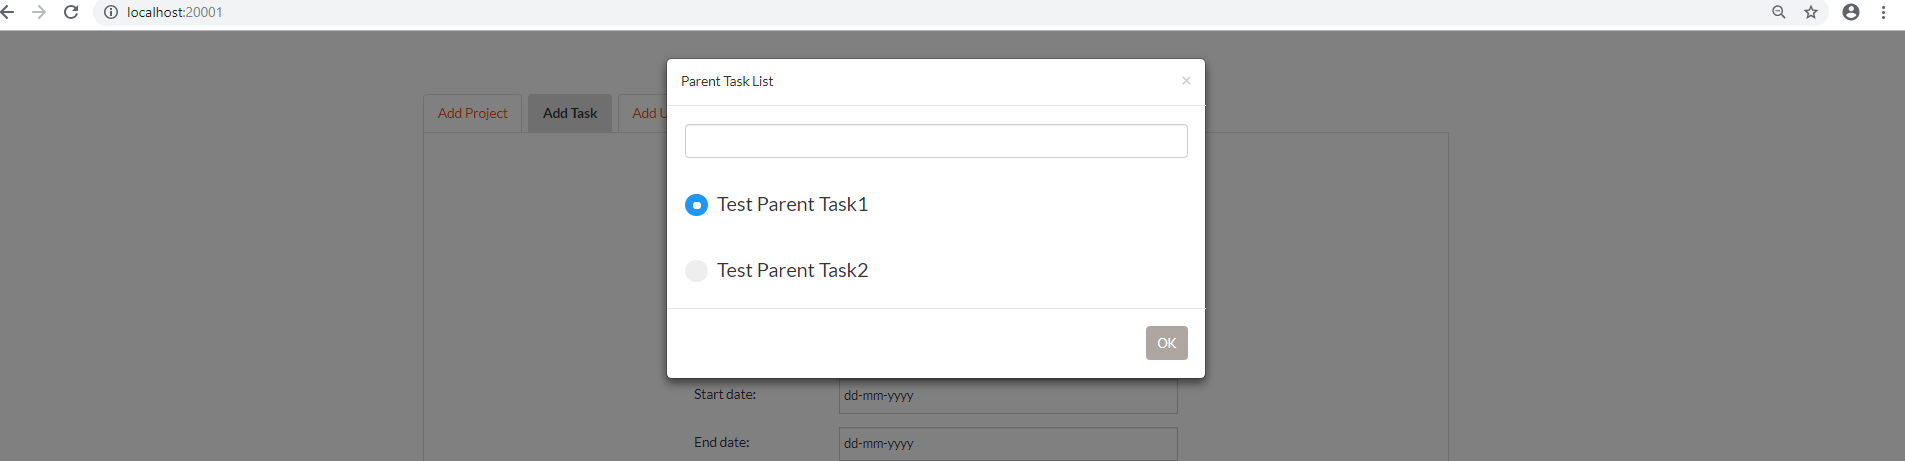 localhost:20001
Parent Task List ×
Add Project Add Task Add U
Test Parent Task1
Test Parent Task2
OK
Start date: dd-mm-yyyy
End date: dd-mm-yyyy